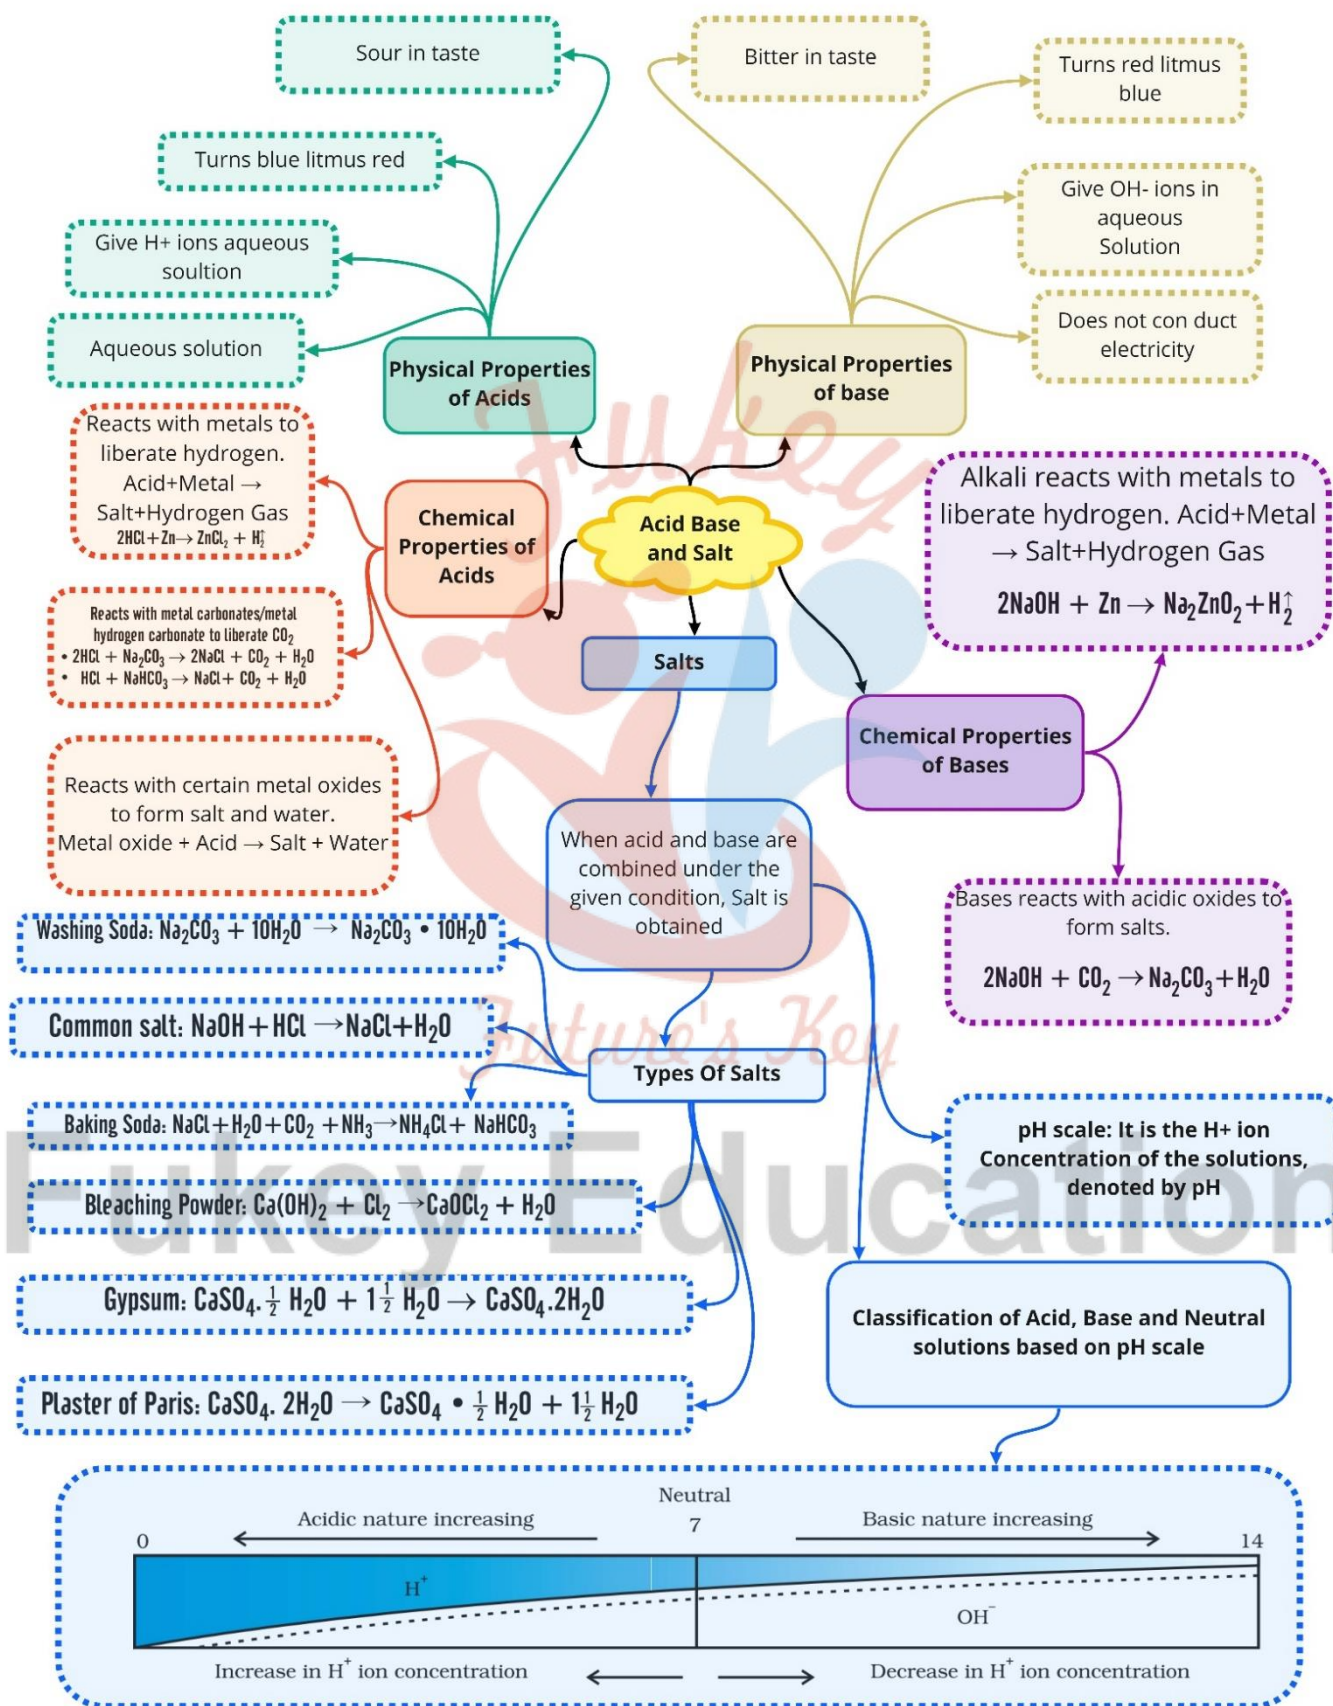 Sour in taste
Bitter in taste
Turns red litmus
blue
Turns blue litmus red
Give H+ ions aqueous
soultion
Give OH- ions in
aqueous
Solution
Aqueous solution
Does not con duct
electricity
Physical Properties
of Acids
Physical Properties
of base
Fukey
Reacts with metals to
liberate hydrogen.
Acid+Metal →
Salt+Hydrogen Gas
2HCl + Zn → ZnCl₂ + H₂↑
Chemical
Properties of
Acids
Acid Base
and Salt
Alkali reacts with metals to
liberate hydrogen. Acid+Metal
→ Salt+Hydrogen Gas
2NaOH + Zn → Na₂ZnO₂ + H₂↑
Reacts with metal carbonates/metal
hydrogen carbonate to liberate CO₂
• 2HCl + Na₂CO₃ → 2NaCl + CO₂ + H₂O
• HCl + NaHCO₃ → NaCl + CO₂ + H₂O
Salts
Chemical Properties
of Bases
Reacts with certain metal oxides
to form salt and water.
Metal oxide + Acid → Salt + Water
When acid and base are
combined under the
given condition, Salt is
obtained
Bases reacts with acidic oxides to
form salts.
2NaOH + CO₂ → Na₂CO₃ + H₂O
Washing Soda: Na₂CO₃ + 10H₂O → Na₂CO₃ • 10H₂O
Common salt: NaOH + HCl → NaCl + H₂O
Future's Key
Types Of Salts
Baking Soda: NaCl + H₂O + CO₂ + NH₃ → NH₄Cl + NaHCO₃
pH scale: It is the H+ ion
Concentration of the solutions,
denoted by pH
Fukey Education
Bleaching Powder: Ca(OH)₂ + Cl₂ → CaOCl₂ + H₂O
Gypsum: CaSO₄. ½ H₂O + 1½ H₂O → CaSO₄.2H₂O
Classification of Acid, Base and Neutral
solutions based on pH scale
Plaster of Paris: CaSO₄. 2H₂O → CaSO₄ • ½ H₂O + 1½ H₂O
Neutral
0 Acidic nature increasing 7 Basic nature increasing 14
H⁺
OH⁻
Increase in H⁺ ion concentration
Decrease in H⁺ ion concentration